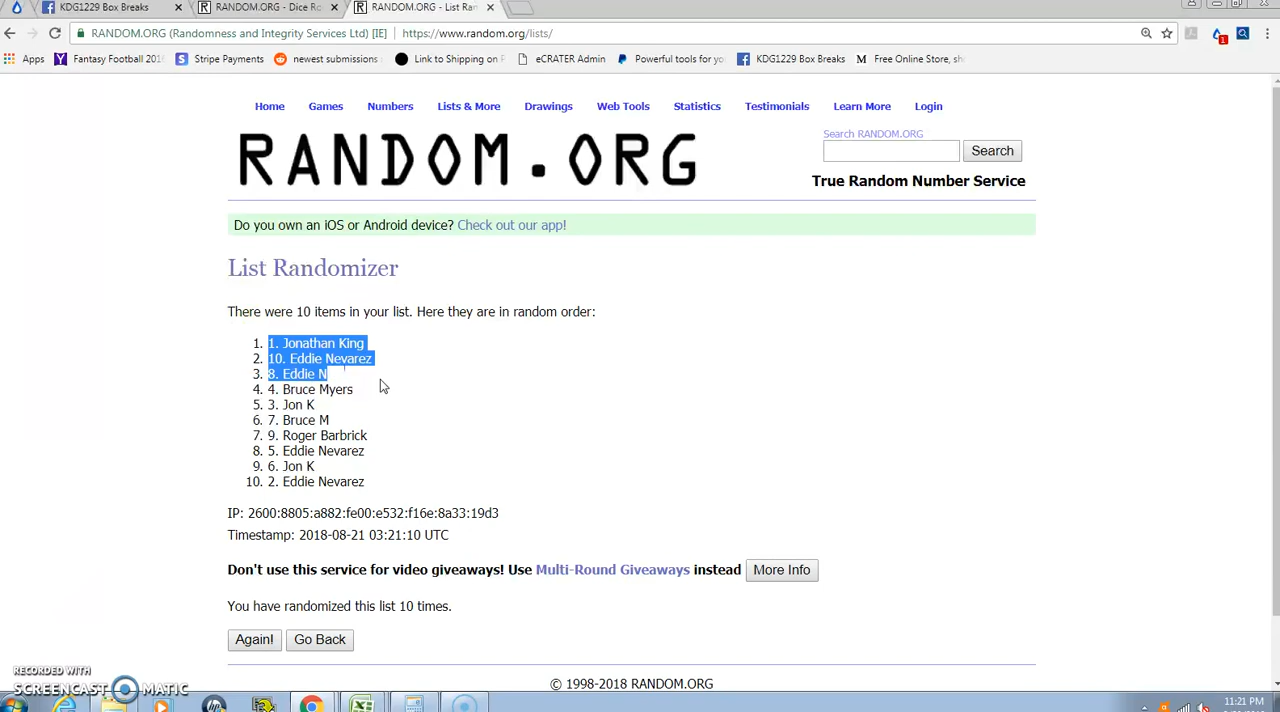 KDG1229 Box Breaks
RANDOM.ORG - Dice Ro
RANDOM.ORG - List Ran
RANDOM.ORG (Randomness and Integrity Services Ltd) [IE] https://www.random.org/lists/
Apps Fantasy Football 201 Stripe Payments newest submissions Link to Shipping on P eCRATER Admin Powerful tools for you KDG1229 Box Breaks Free Online Store, sh
Home Games Numbers Lists & More Drawings Web Tools Statistics Testimonials Learn More Login
RANDOM.ORG
Search RANDOM.ORG
Search
True Random Number Service
Do you own an iOS or Android device? Check out our app!
List Randomizer
There were 10 items in your list. Here they are in random order:
1. 1. Jonathan King
2. 10. Eddie Nevarez
3. 8. Eddie N
4. 4. Bruce Myers
5. 3. Jon K
6. 7. Bruce M
7. 9. Roger Barbrick
8. 5. Eddie Nevarez
9. 6. Jon K
10. 2. Eddie Nevarez
IP: 2600:8805:a882:fe00:e532:f16e:8a33:19d3
Timestamp: 2018-08-21 03:21:10 UTC
Don't use this service for video giveaways! Use Multi-Round Giveaways instead More Info
You have randomized this list 10 times.
Again! Go Back
© 1998-2018 RANDOM.ORG
RECORDED WITH
SCREENCAST MATIC
11:21 PM